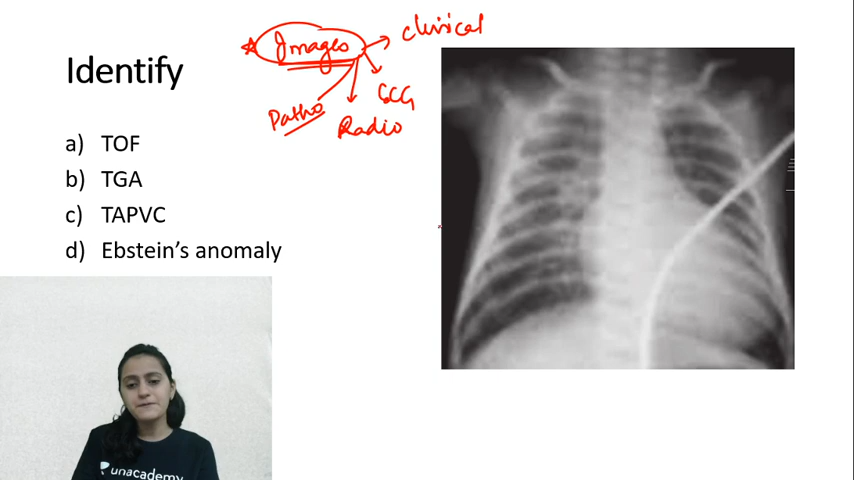 Identify
Images
clinical
ECG
Radio
Patho
a) TOF
b) TGA
c) TAPVC
d) Ebstein’s anomaly
unacademy